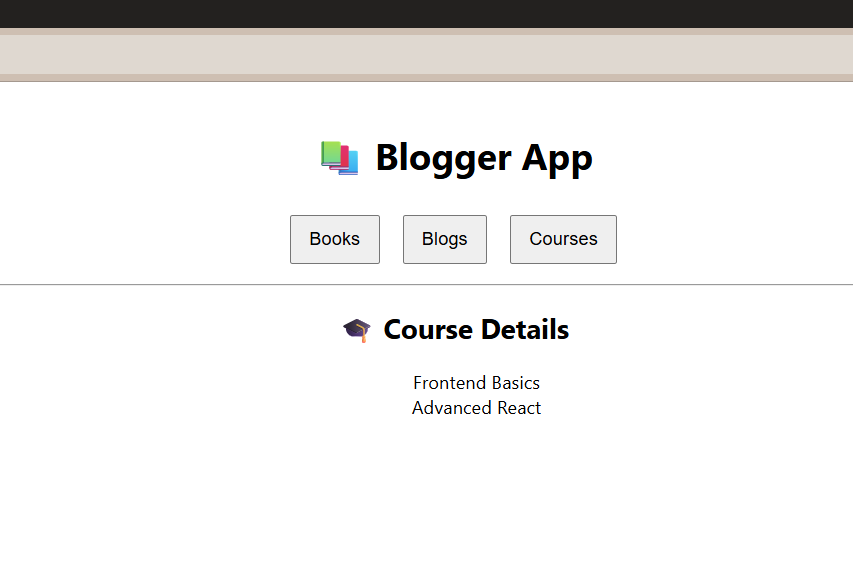 Blogger App
Books Blogs Courses
Course Details
Frontend Basics
Advanced React